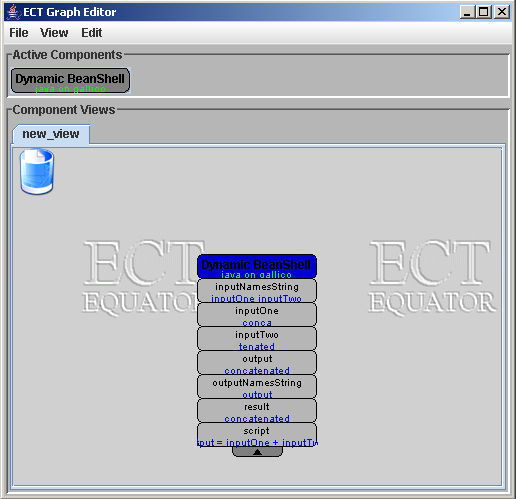 ECT Graph Editor
File View Edit
Active Components
Dynamic BeanShell
java on gallico
Component Views
new_view
ECT ECT
EQUATOR EQUATOR
Dynamic BeanShell
java on gallico
inputNamesString
inputOne inputTwo
inputOne
conca
inputTwo
tenated
output
concatenated
outputNamesString
output
result
concatenated
script
put = inputOne + inputTw